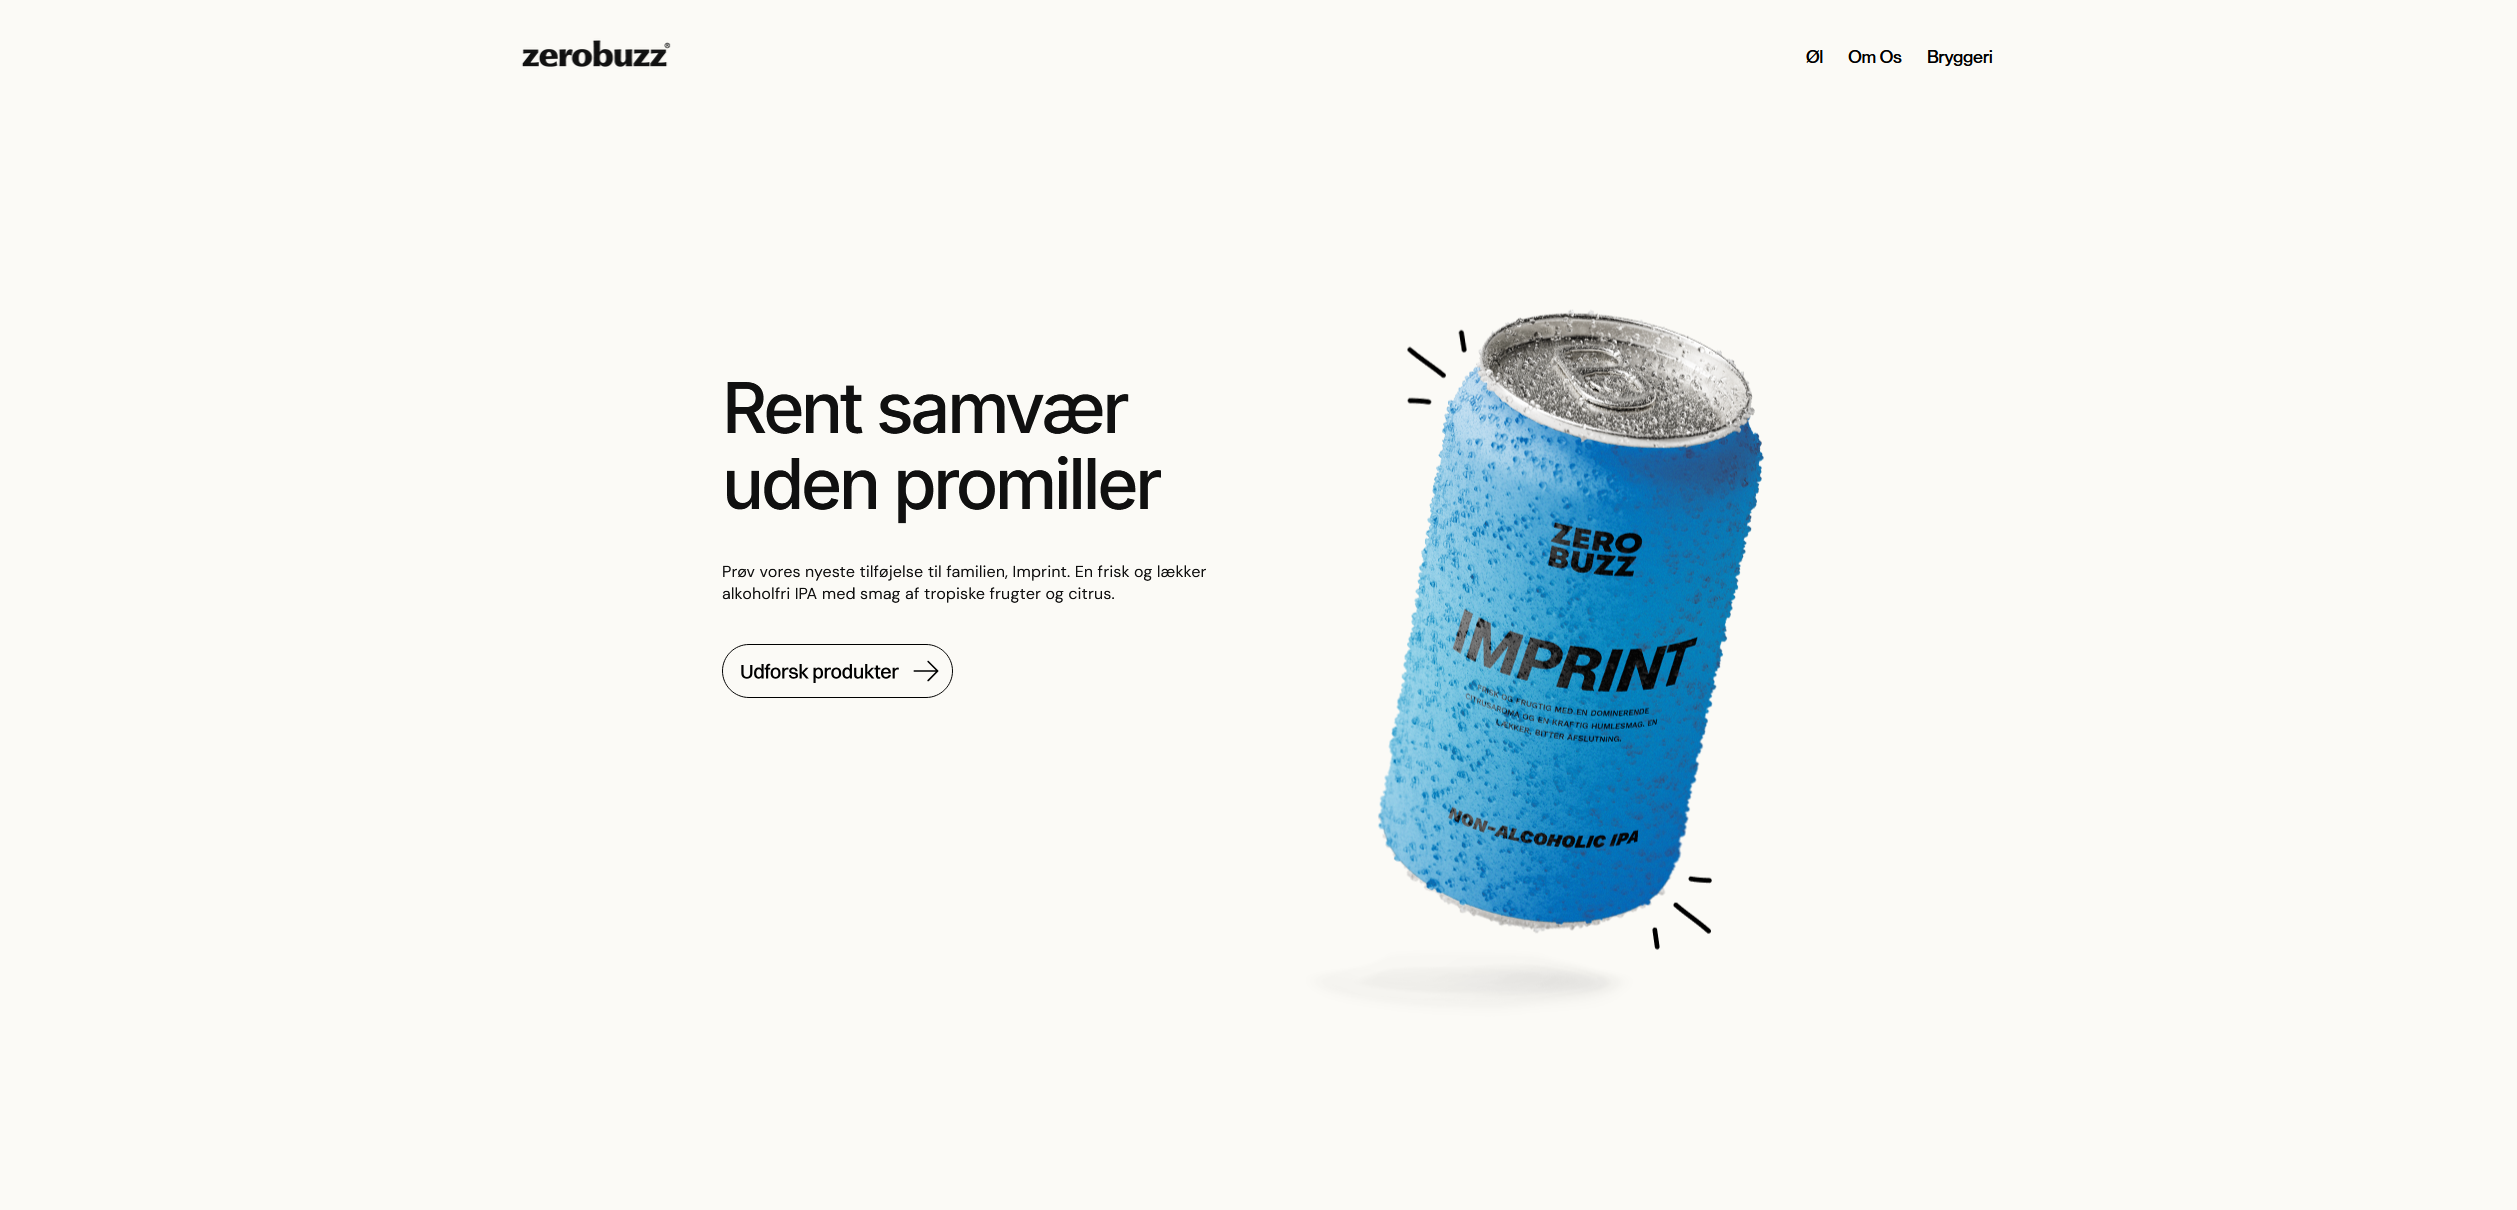 zerobuzz®
Øl Om Os Bryggeri
Rent samvær
uden promiller
Prøv vores nyeste tilføjelse til familien, Imprint. En frisk og lækker
alkoholfri IPA med smag af tropiske frugter og citrus.
Udforsk produkter
ZERO
BUZZ
IMPRINT
FRISK OG FRUGTIG MED EN DOMINERENDE
CITRUSAROMA OG EN KRAFTIG HUMLESMAG. EN
LÆKKER, BITTER AFSLUTNING.
NON-ALCOHOLIC IPA